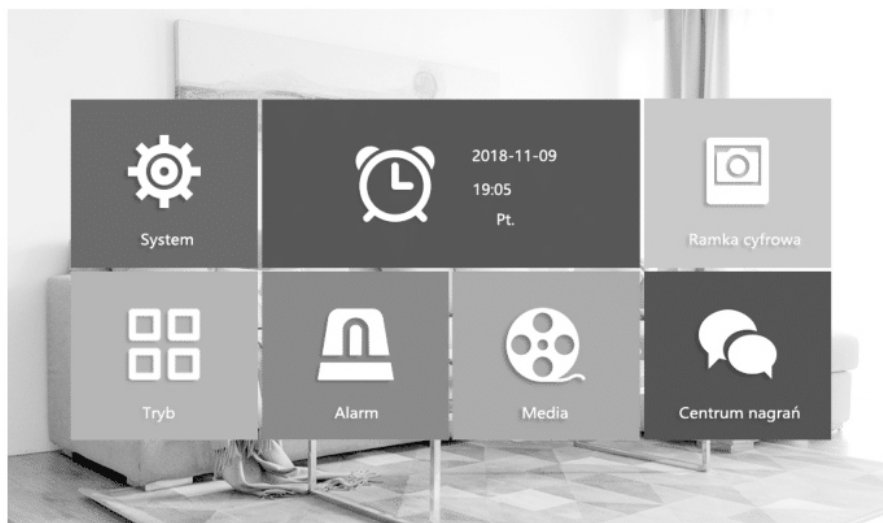 System
2018-11-09
19:05
Pt.
Ramka cyfrowa
Tryb
Alarm
Media
Centrum nagrań